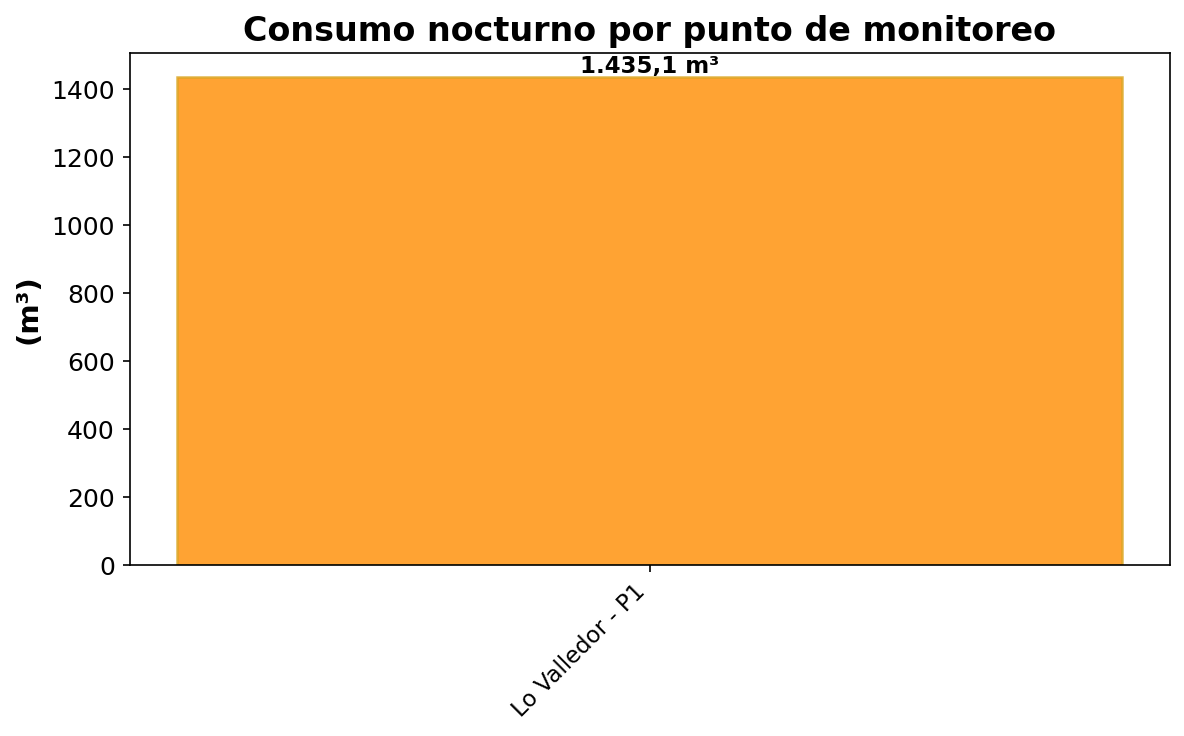 Consumo nocturno por punto de monitoreo
1.435,1 m³
1400
1200
1000
800
600
400
200
0
(m³)
Lo Valledor - P1